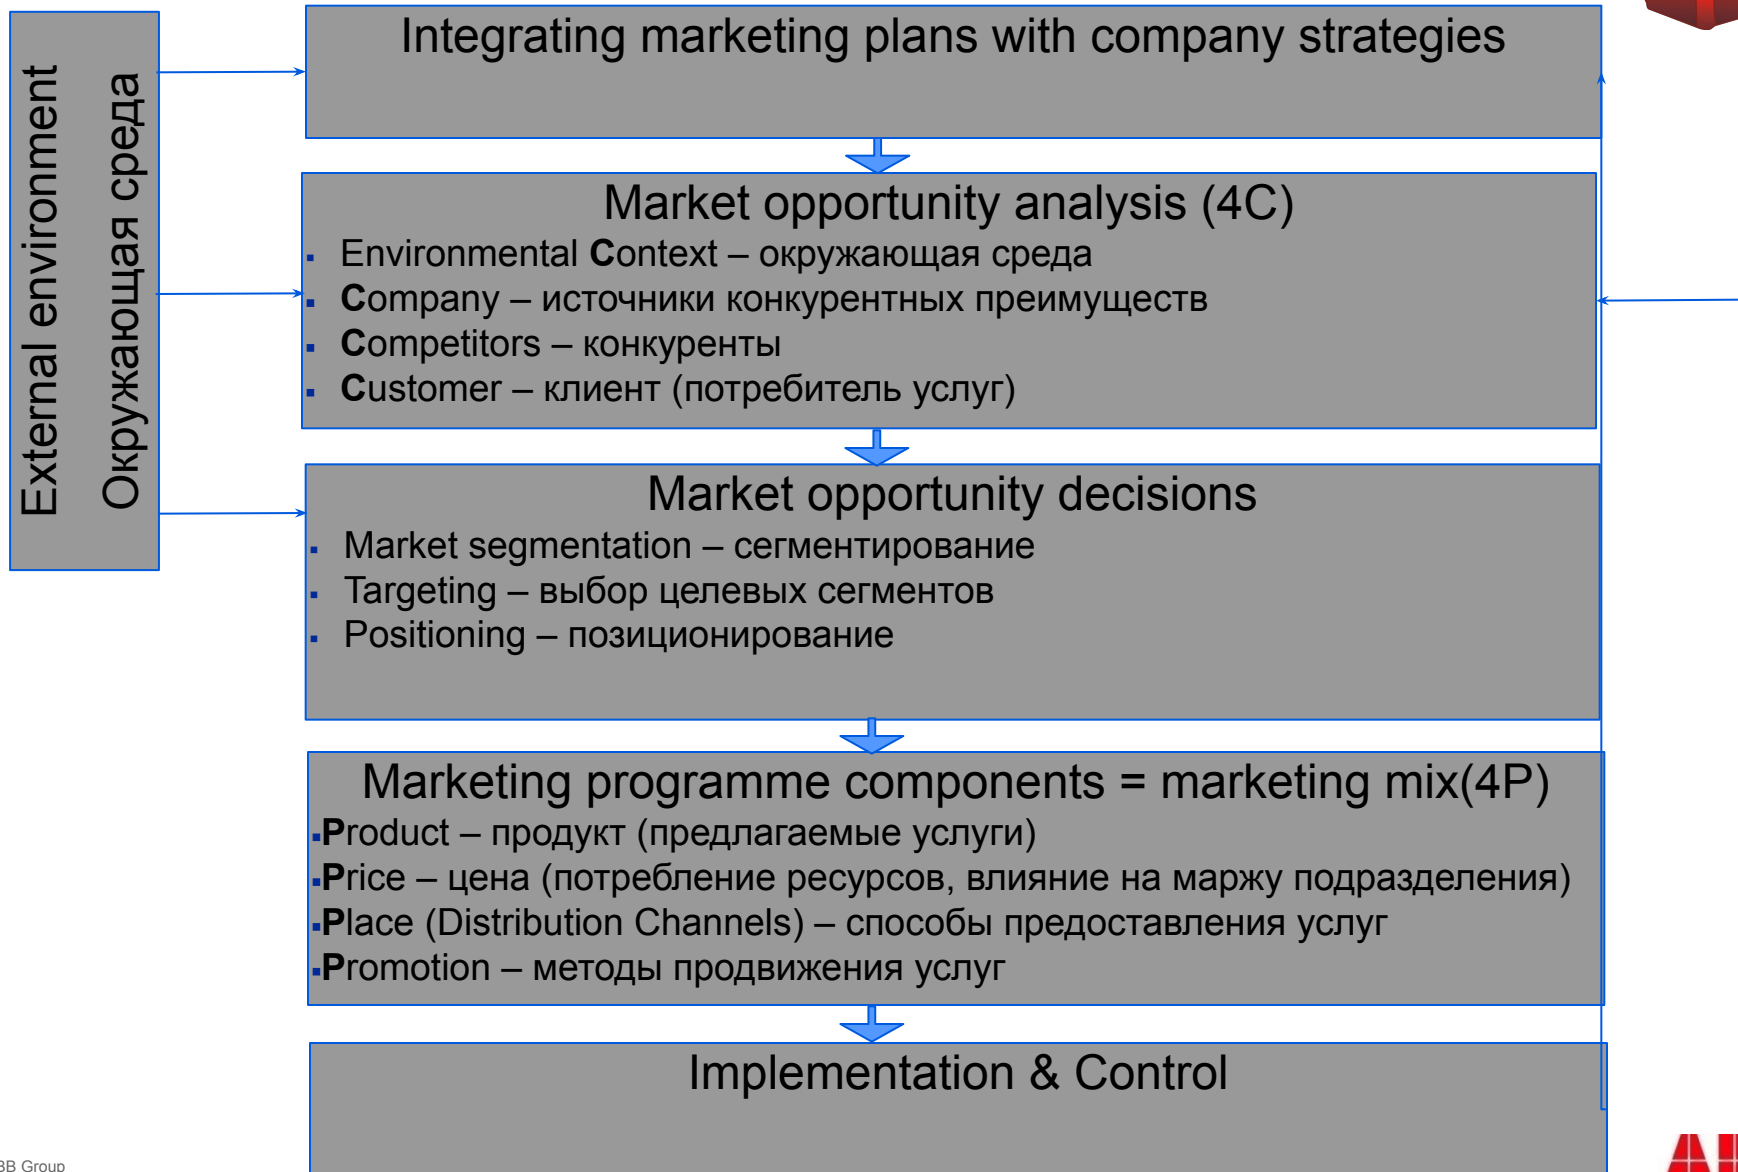 External environment
Окружающая среда
Integrating marketing plans with company strategies
Market opportunity analysis (4C)
Environmental Context – окружающая среда
Company – источники конкурентных преимуществ
Competitors – конкуренты
Customer – клиент (потребитель услуг)
Market opportunity decisions
Market segmentation – сегментирование
Targeting – выбор целевых сегментов
Positioning – позиционирование
Marketing programme components = marketing mix(4P)
Product – продукт (предлагаемые услуги)
Price – цена (потребление ресурсов, влияние на маржу подразделения)
Place (Distribution Channels) – способы предоставления услуг
Promotion – методы продвижения услуг
Implementation & Control
Group